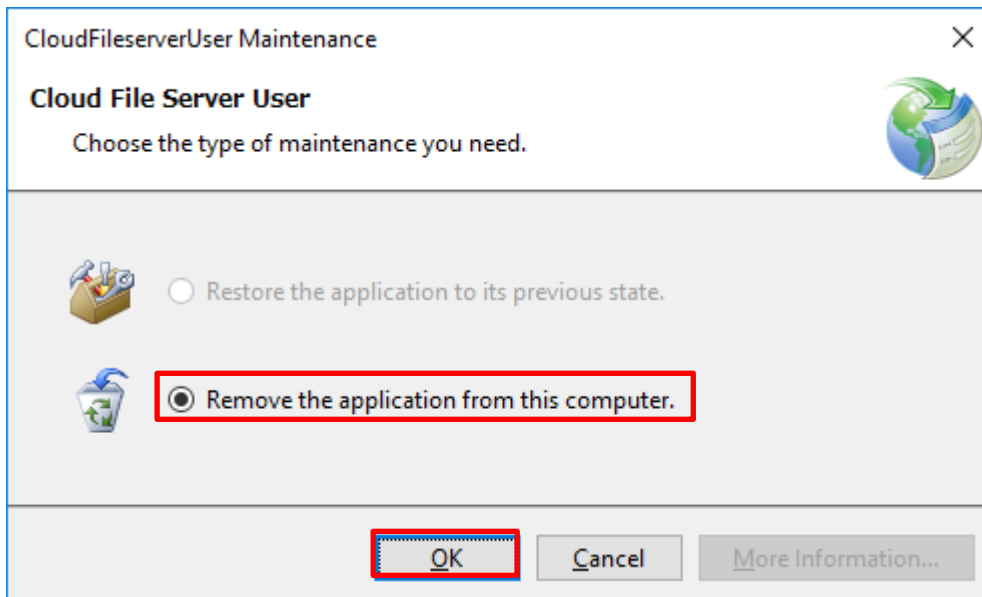 CloudFileserverUser Maintenance
Cloud File Server User
Choose the type of maintenance you need.
Restore the application to its previous state.
Remove the application from this computer.
OK Cancel More Information...